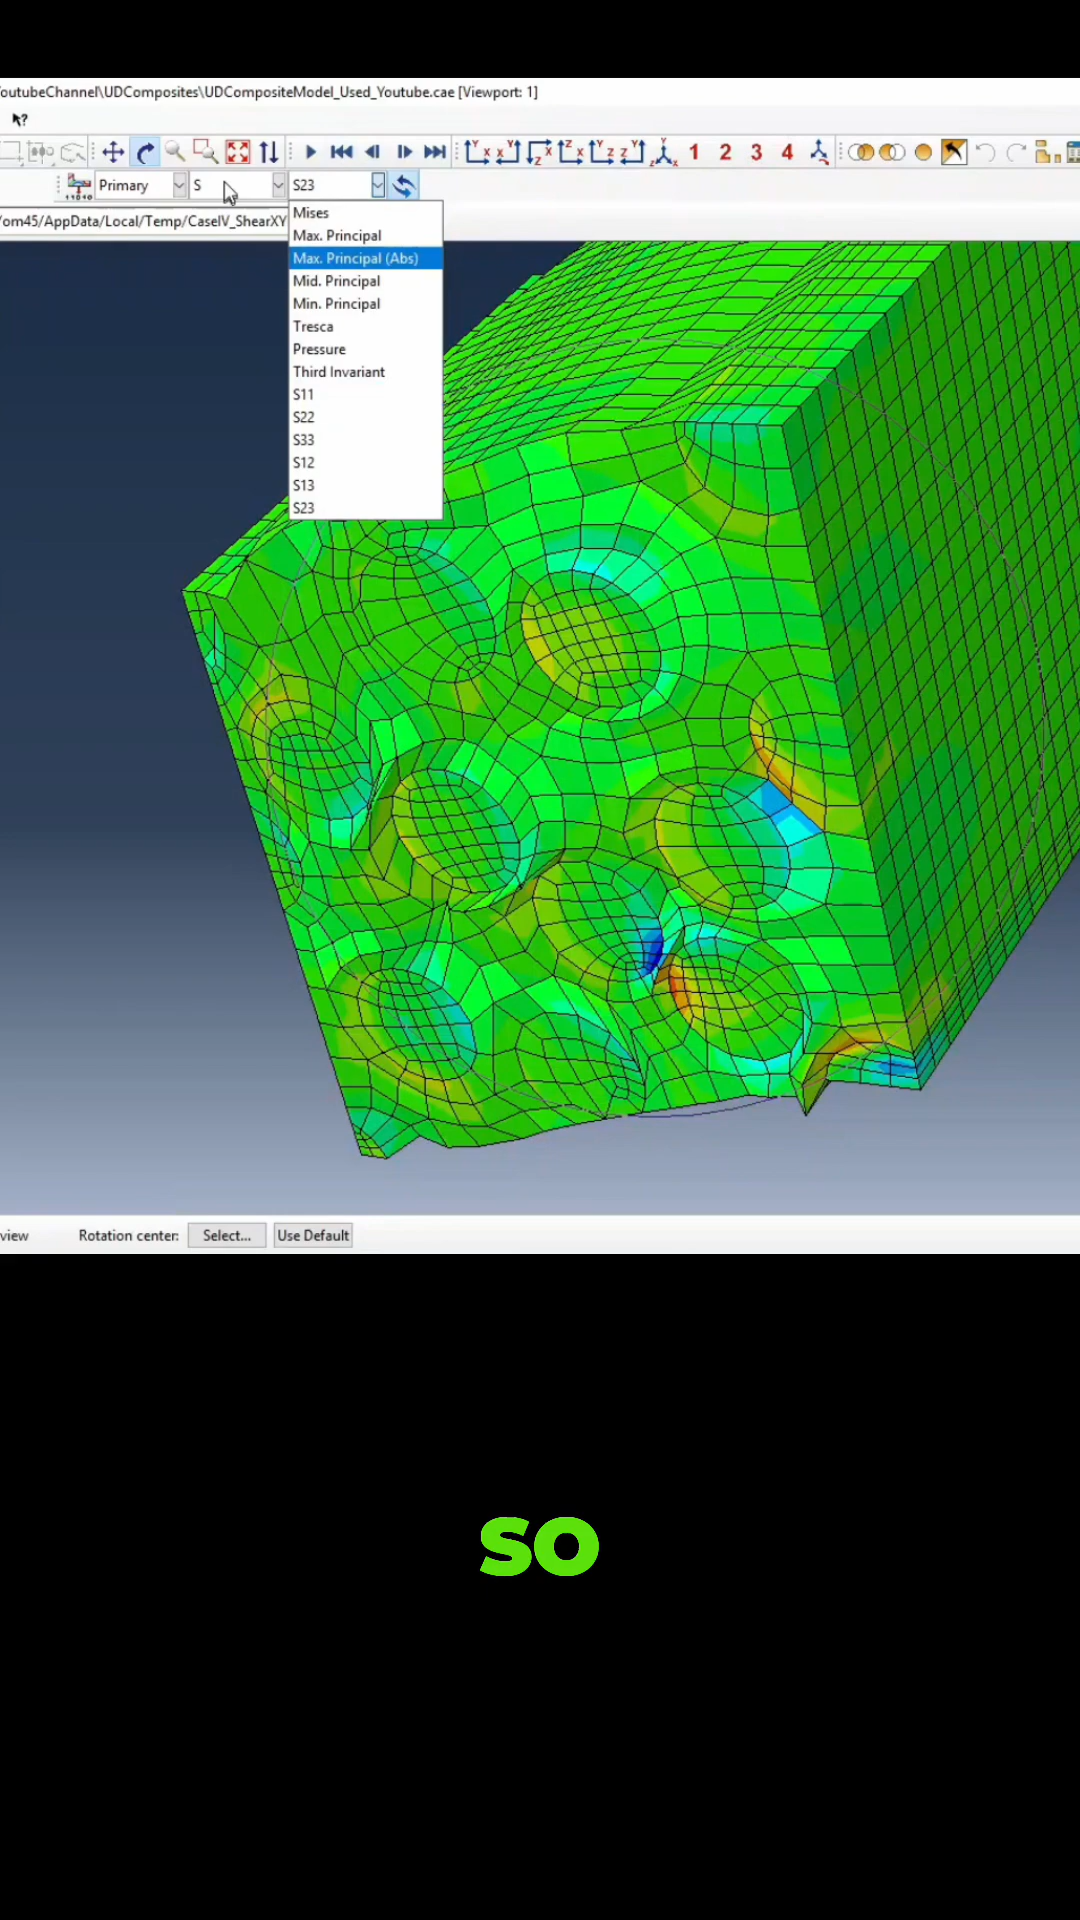 outubeChannel\UDComposites\UDCompositeModel_Used_Youtube.cae [Viewport: 1]
1 2 3 4
Primary S S23
/om45/AppData/Local/Temp/CaseIV_ShearXY
Mises
Max. Principal
Max. Principal (Abs)
Mid. Principal
Min. Principal
Tresca
Pressure
Third Invariant
S11
S22
S33
S12
S13
S23
view Rotation center: Select... Use Default
SO